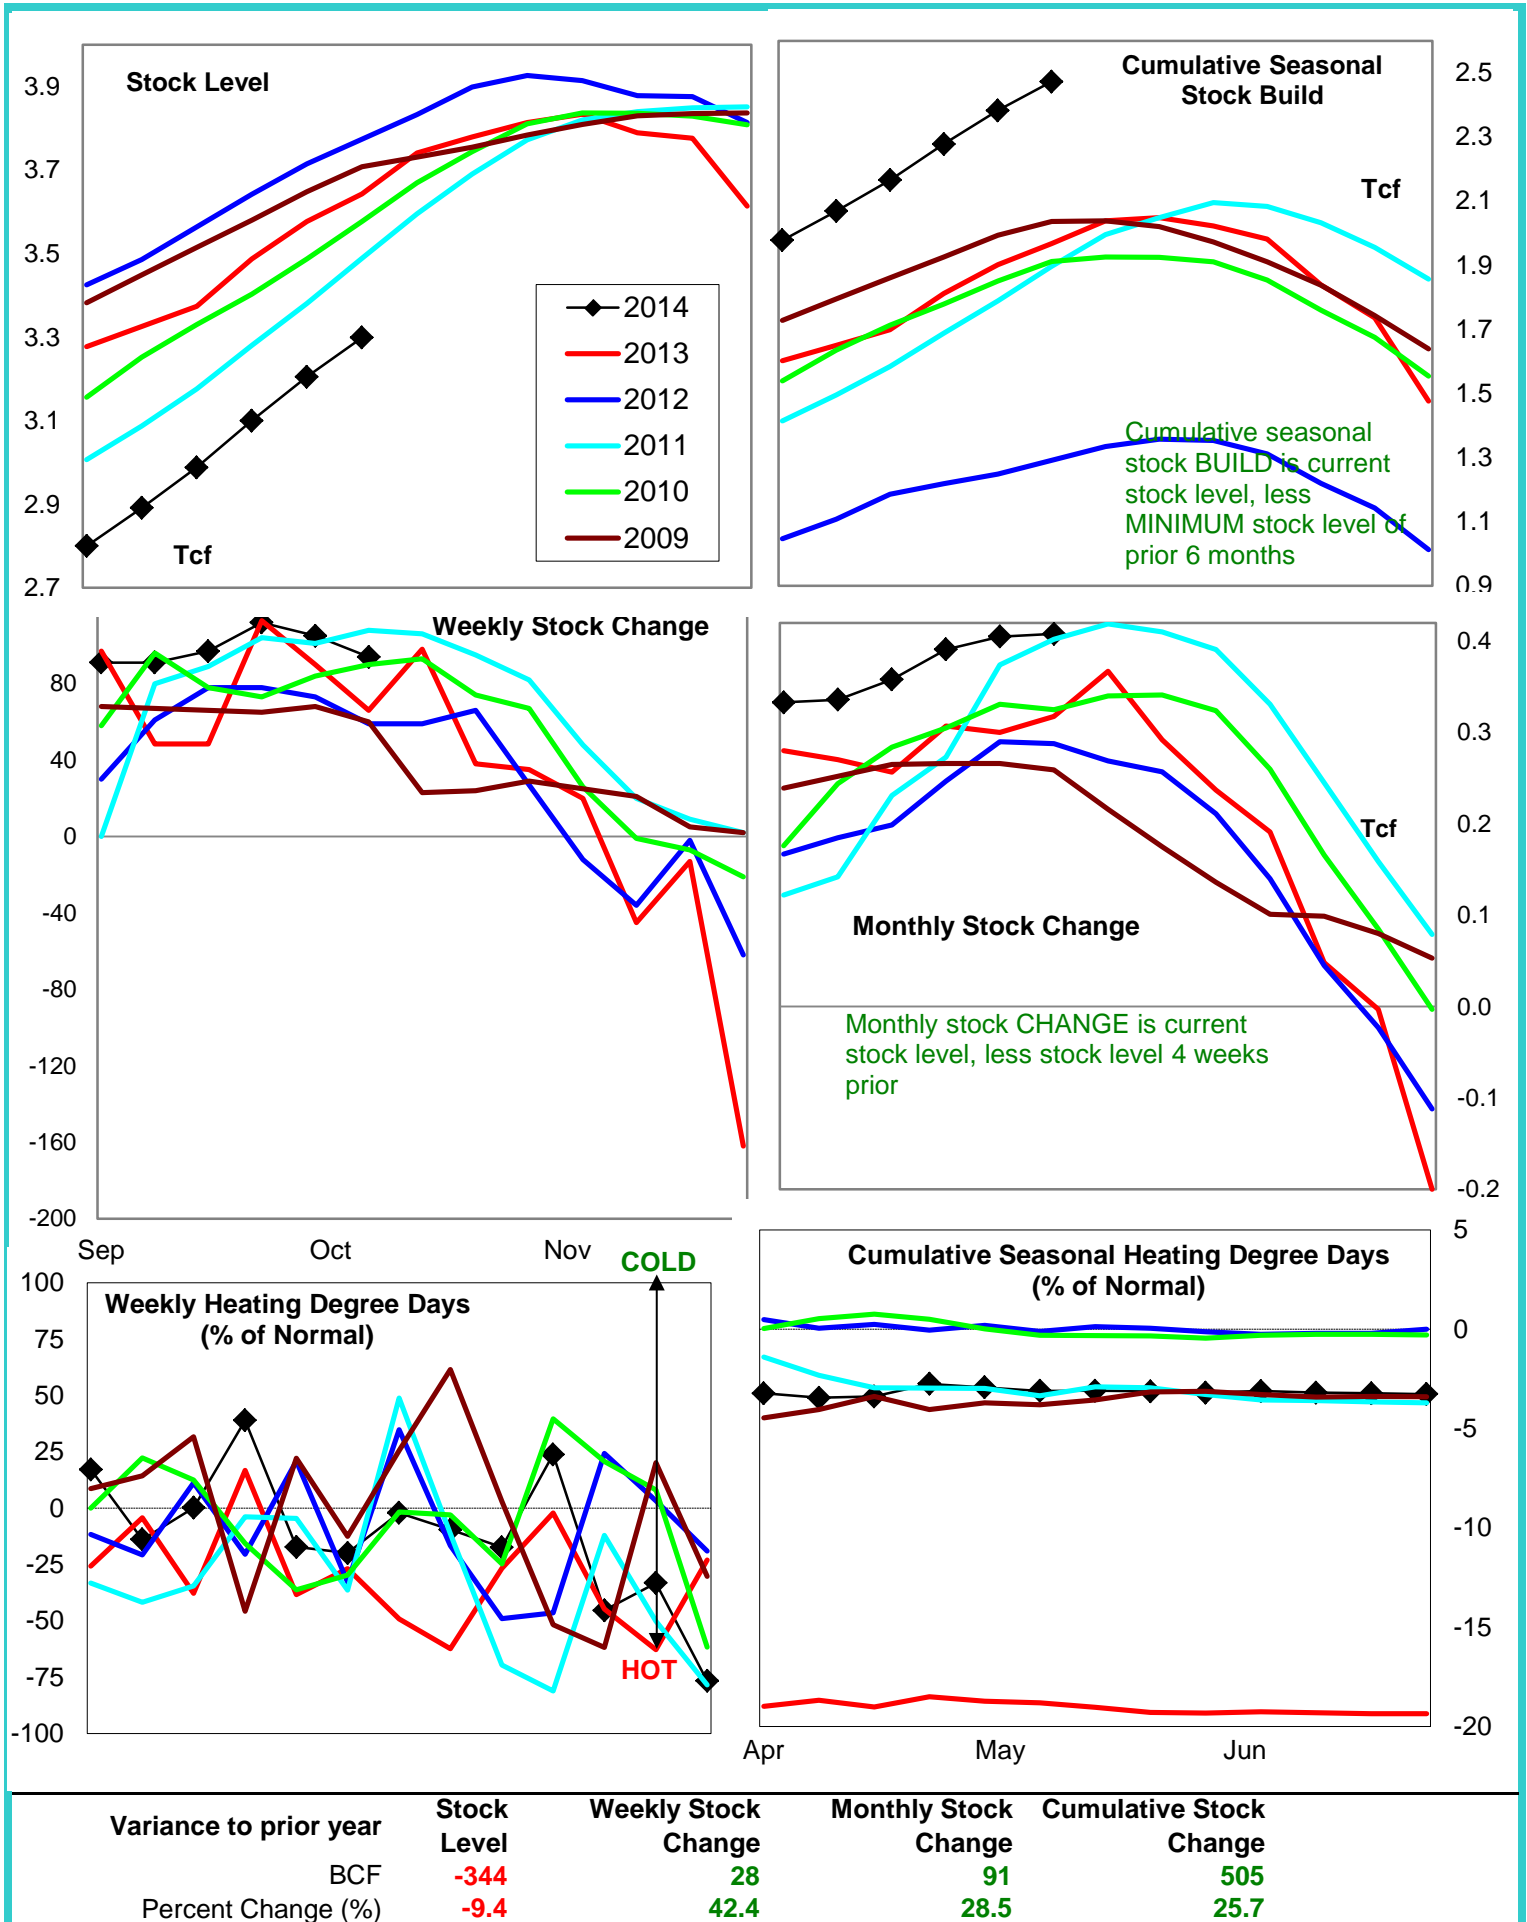 Stock Level
3.9
3.7
3.5
3.3
3.1
2.9
2.7
Tcf
2014
2013
2012
2011
2010
2009
Cumulative Seasonal
Stock Build
Tcf
2.5
2.3
2.1
1.9
1.7
1.5
1.3
1.1
0.9
Cumulative seasonal
stock BUILD is current
stock level, less
MINIMUM stock level of
prior 6 months
Weekly Stock Change
80
40
0
-40
-80
-120
-160
-200
Sep Oct Nov
0.4
0.3
0.2
0.1
0.0
-0.1
-0.2
Tcf
Monthly Stock Change
Monthly stock CHANGE is current
stock level, less stock level 4 weeks
prior
COLD
Weekly Heating Degree Days
(% of Normal)
100
75
50
25
0
-25
-50
-75
-100
HOT
Cumulative Seasonal Heating Degree Days
(% of Normal)
5
0
-5
-10
-15
-20
Apr May Jun
Variance to prior year Stock Level Weekly Stock Change Monthly Stock Change Cumulative Stock Change
BCF -344 28 91 505
Percent Change (%) -9.4 42.4 28.5 25.7